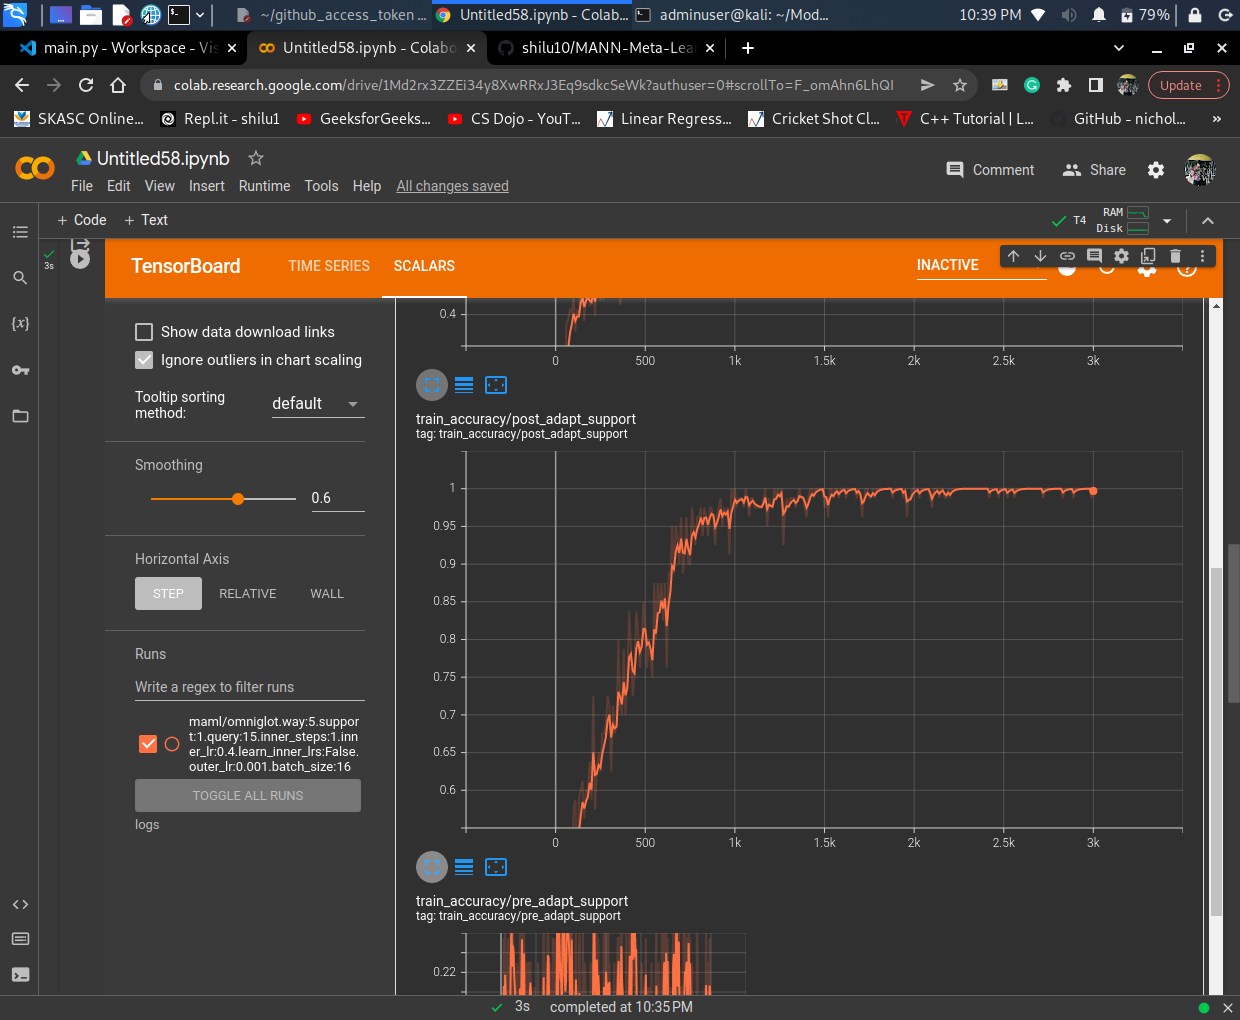 ~/github_access_token ...
Untitled58.ipynb - Colab...
adminuser@kali: ~/Mod...
10:39 PM
79%
main.py - Workspace - Vis
Untitled58.ipynb - Colabo
shilu10/MANN-Meta-Lea
colab.research.google.com/drive/1Md2rx3ZZEi34y8XwRRxJ3Eq9sdkcSeWk?authuser=0#scrollTo=F_omAhn6LhQI
Update
SKASC Online...
Repl.it - shilu1
GeeksforGeeks...
CS Dojo - YouT...
Linear Regress...
Cricket Shot Cl...
C++ Tutorial | L...
GitHub - nichol...
»
Untitled58.ipynb
Comment
Share
File Edit View Insert Runtime Tools Help All changes saved
+ Code + Text
T4
RAM
Disk
3s
TensorBoard
TIME SERIES
SCALARS
INACTIVE
Show data download links
Ignore outliers in chart scaling
Tooltip sorting
method:
default
Smoothing
0.6
Horizontal Axis
STEP RELATIVE WALL
Runs
Write a regex to filter runs
maml/omniglot.way:5.suppor
t:1.query:15.inner_steps:1.inn
er_lr:0.4.learn_inner_lrs:False.
outer_lr:0.001.batch_size:16
TOGGLE ALL RUNS
logs
0.4
0 500 1k 1.5k 2k 2.5k 3k
train_accuracy/post_adapt_support
tag: train_accuracy/post_adapt_support
1
0.95
0.9
0.85
0.8
0.75
0.7
0.65
0.6
0 500 1k 1.5k 2k 2.5k 3k
train_accuracy/pre_adapt_support
tag: train_accuracy/pre_adapt_support
0.22
3s completed at 10:35 PM